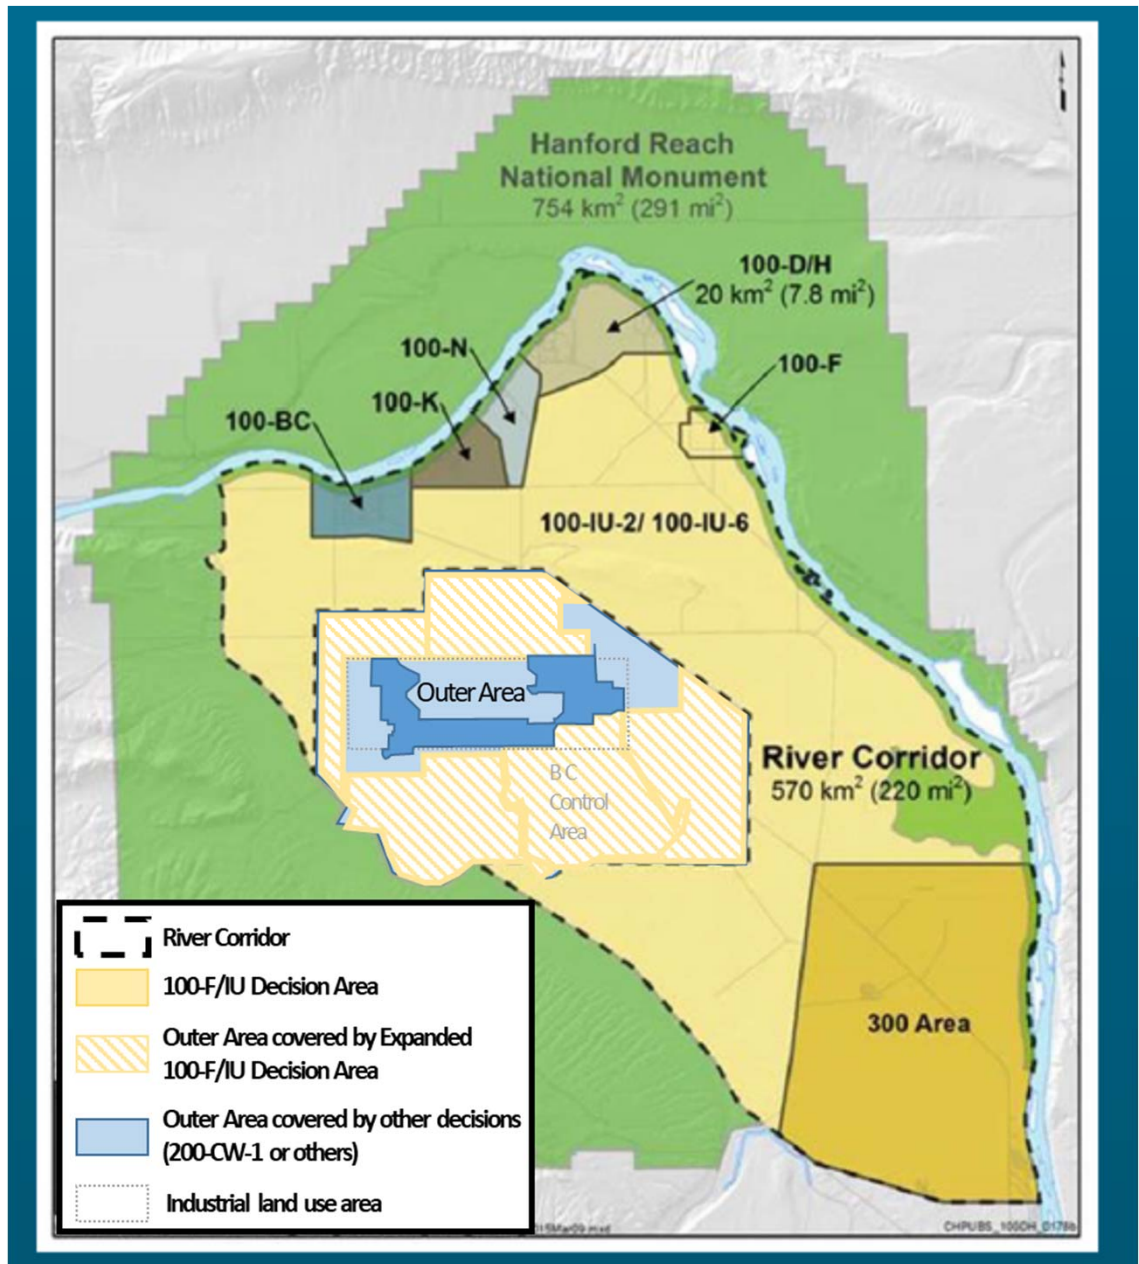 Hanford Reach
National Monument
754 km² (291 mi²)
100-D/H
20 km² (7.8 mi²)
100-N
100-F
100-K
100-BC
100-IU-2/ 100-IU-6
Outer Area
River Corridor
570 km² (220 mi²)
B C
Control
Area
300 Area
River Corridor
100-F/IU Decision Area
Outer Area covered by Expanded
100-F/IU Decision Area
Outer Area covered by other decisions
(200-CW-1 or others)
Industrial land use area
015Mar09.mxd